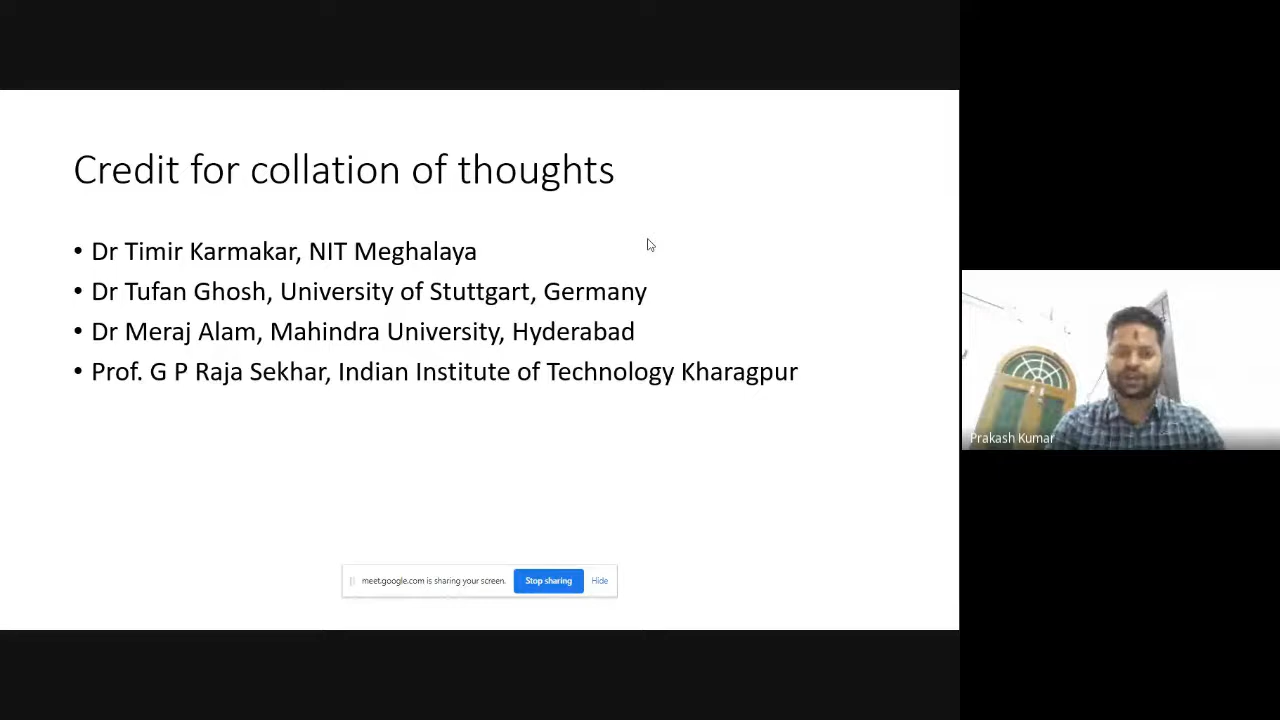 Credit for collation of thoughts
• Dr Timir Karmakar, NIT Meghalaya
• Dr Tufan Ghosh, University of Stuttgart, Germany
• Dr Meraj Alam, Mahindra University, Hyderabad
• Prof. G P Raja Sekhar, Indian Institute of Technology Kharagpur
meet.google.com is sharing your screen. Stop sharing Hide
Prakash Kumar